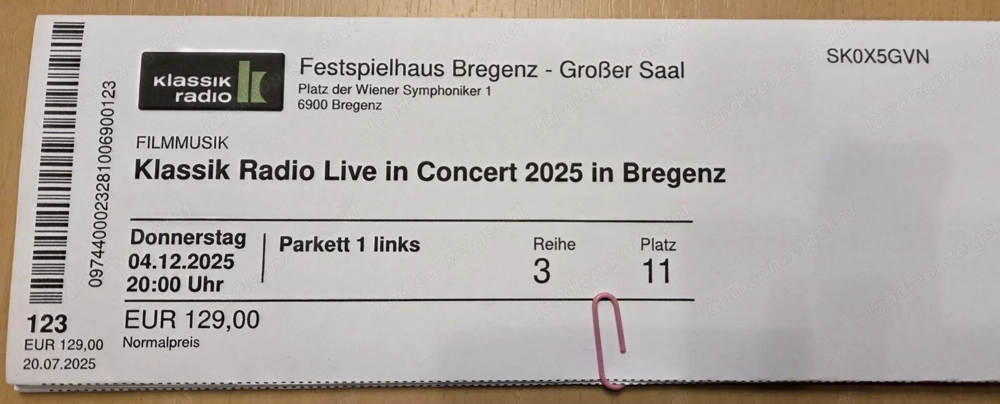 SK0X5GVN
Klassik
radio
Festspielhaus Bregenz - Großer Saal
Platz der Wiener Symphoniker 1
6900 Bregenz
FILMMUSIK
Klassik Radio Live in Concert 2025 in Bregenz
Donnerstag
04.12.2025
20:00 Uhr
Parkett 1 links
Reihe
3
Platz
11
EUR 129,00
Normalpreis
0974400023281006900123
123
EUR 129,00
20.07.2025